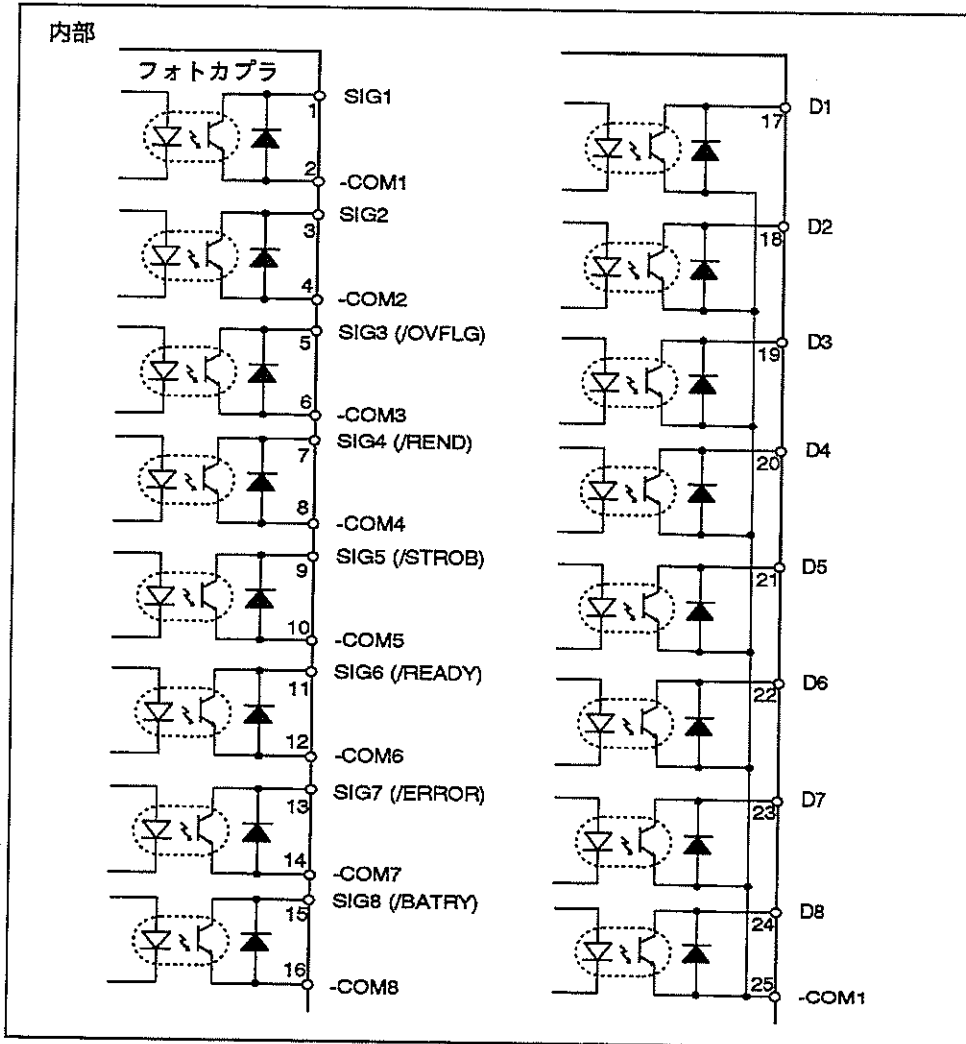 内部
フォトカプラ
1 SIG1
2 -COM1
3 SIG2
4 -COM2
5 SIG3 (/OVFLG)
6 -COM3
7 SIG4 (/REND)
8 -COM4
9 SIG5 (/STROB)
10 -COM5
11 SIG6 (/READY)
12 -COM6
13 SIG7 (/ERROR)
14 -COM7
15 SIG8 (/BATRY)
16 -COM8
17 D1
18 D2
19 D3
20 D4
21 D5
22 D6
23 D7
24 D8
25 -COM1